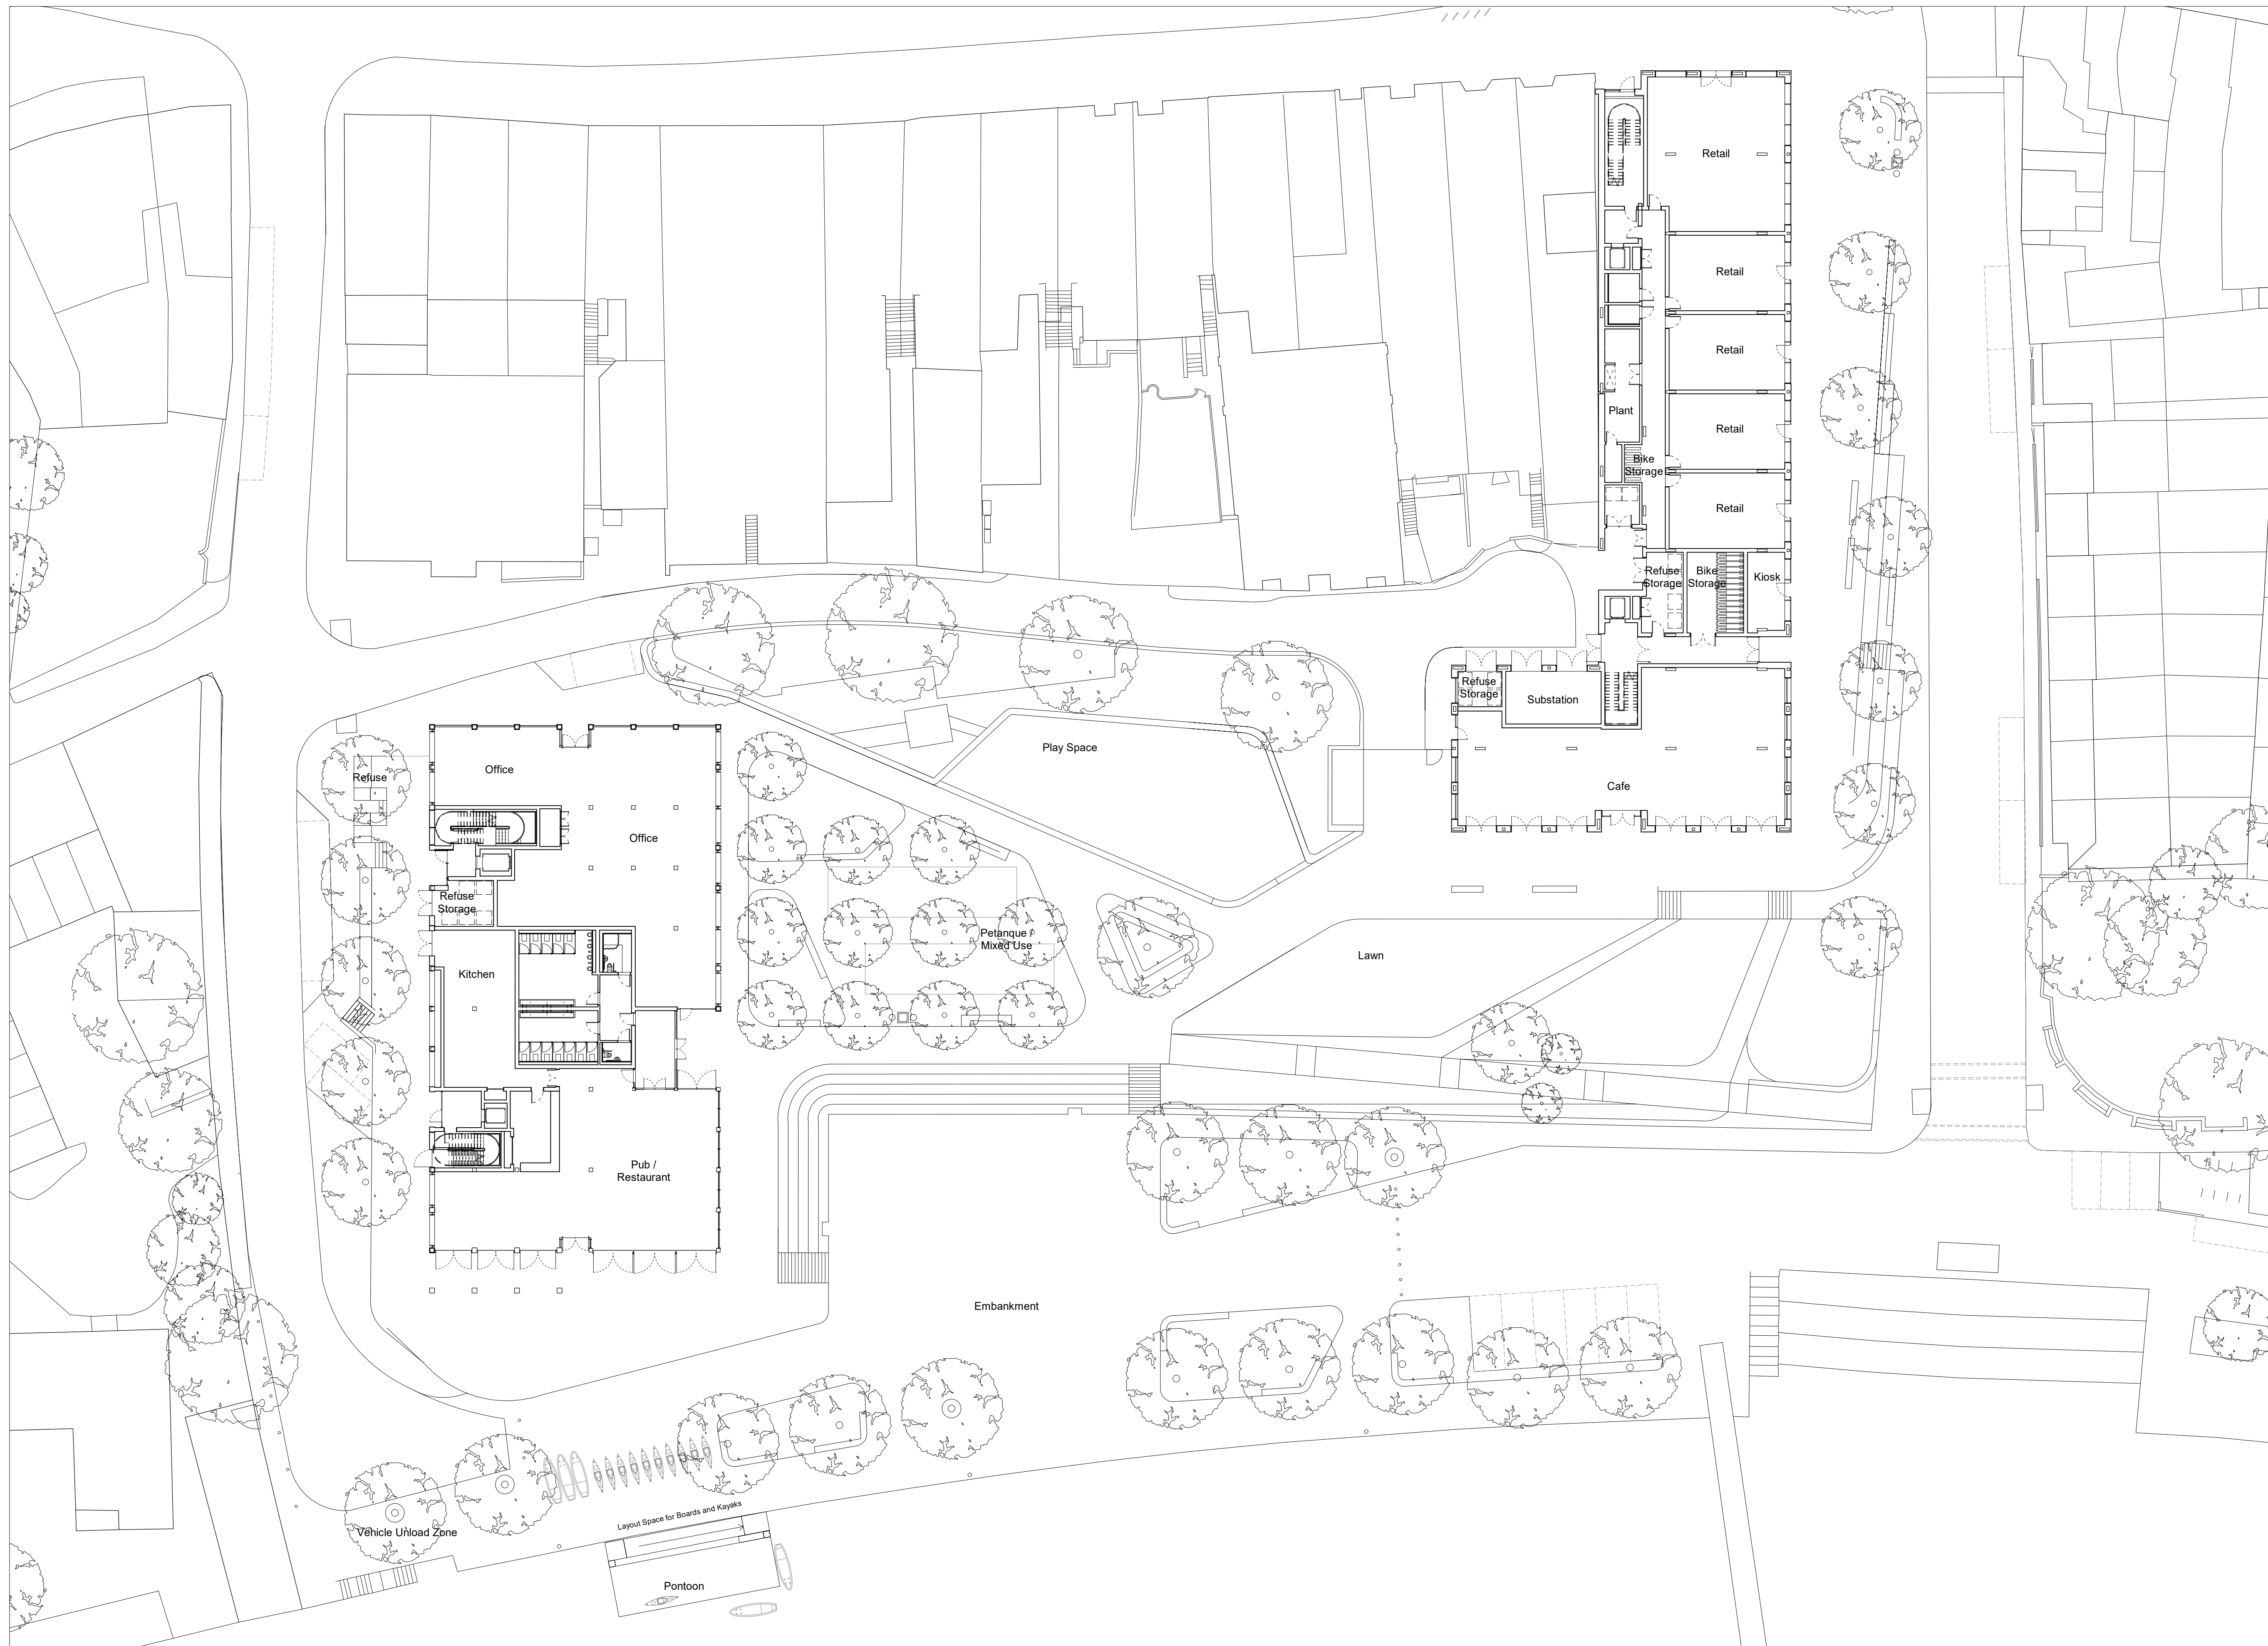 Retail
Retail
Retail
Plant
Retail
Bike
Storage
Retail
Refuse
Storage
Bike
Storage
Kiosk
Refuse
Storage
Substation
Cafe
Play Space
Office
Refuse
Office
Refuse
Storage
Kitchen
Petanque /
Mixed Use
Lawn
Pub /
Restaurant
Embankment
Layout Space for Boards and Kayaks
Vehicle Unload Zone
Pontoon